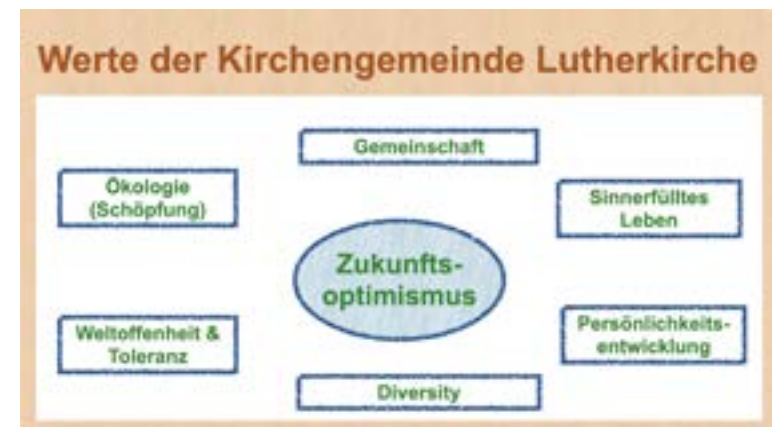 Werte der Kirchengemeinde Lutherkirche
Gemeinschaft
Ökologie
(Schöpfung)
Sinnerfülltes
Leben
Zukunfts-
optimismus
Weltoffenheit &
Toleranz
Persönlichkeits-
entwicklung
Diversity